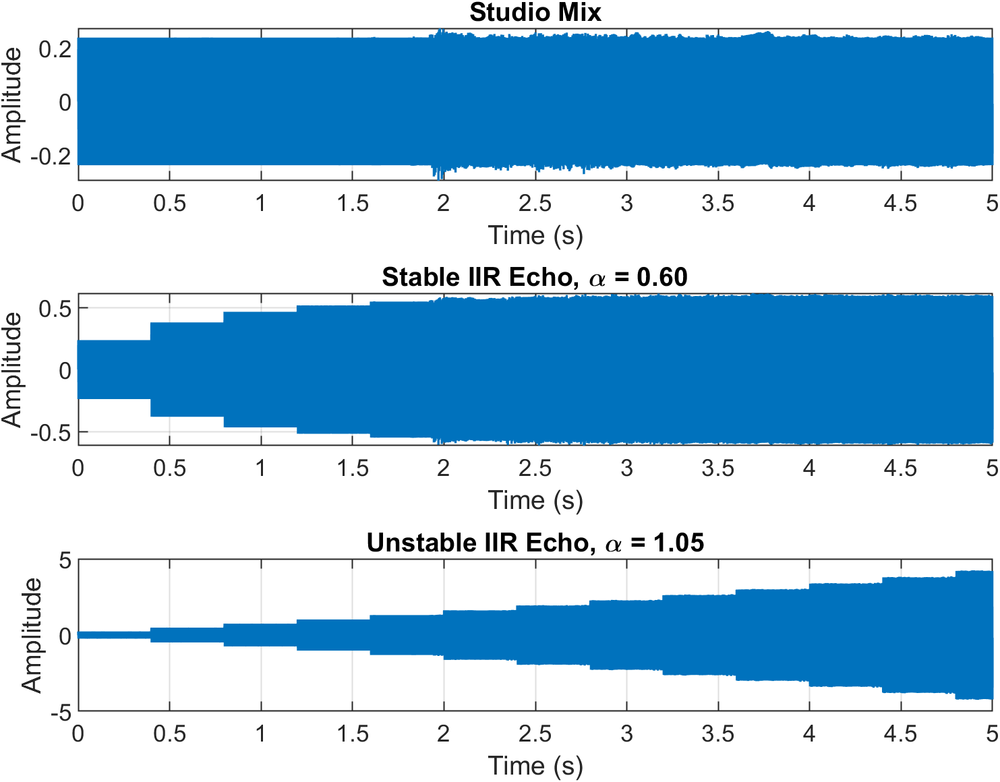 Studio Mix
Amplitude
0.2
0
-0.2
0 0.5 1 1.5 2 2.5 3 3.5 4 4.5 5
Time (s)
Stable IIR Echo, α = 0.60
Amplitude
0.5
0
-0.5
0 0.5 1 1.5 2 2.5 3 3.5 4 4.5 5
Time (s)
Unstable IIR Echo, α = 1.05
Amplitude
5
0
-5
0 0.5 1 1.5 2 2.5 3 3.5 4 4.5 5
Time (s)